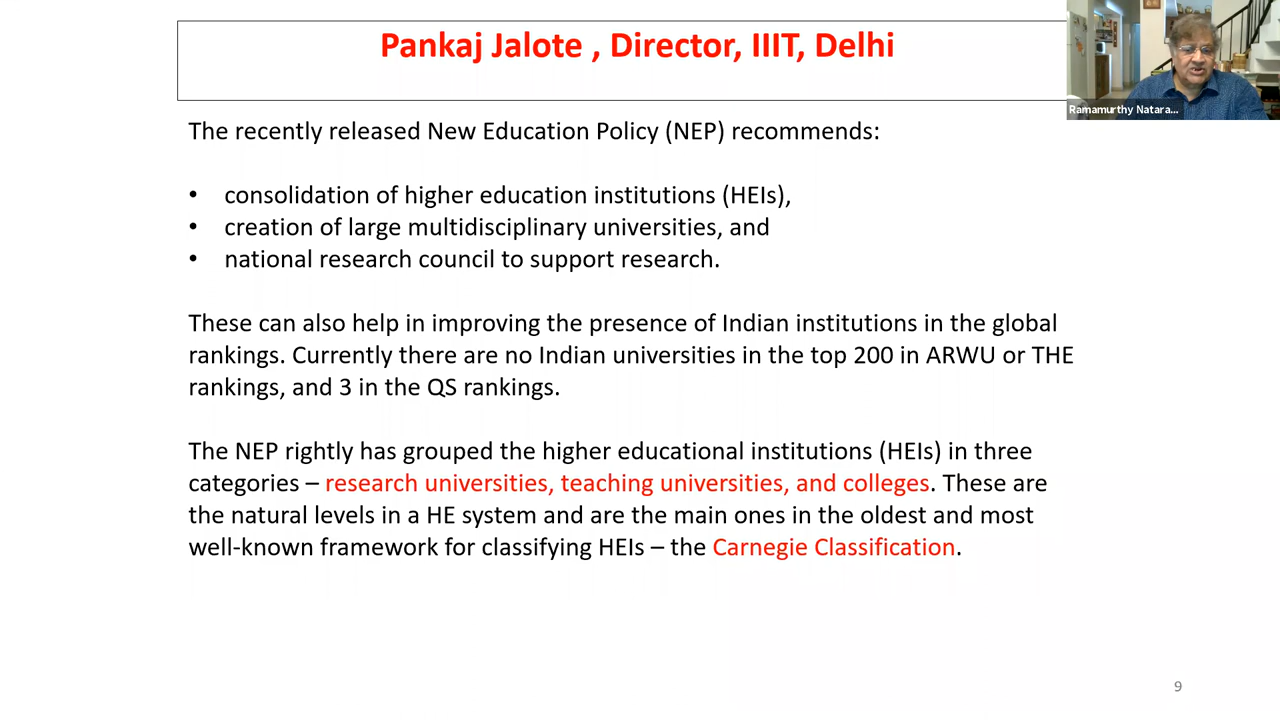 Pankaj Jalote , Director, IIIT, Delhi
Ramamurthy Natara...
The recently released New Education Policy (NEP) recommends:
• consolidation of higher education institutions (HEIs),
• creation of large multidisciplinary universities, and
• national research council to support research.
These can also help in improving the presence of Indian institutions in the global
rankings. Currently there are no Indian universities in the top 200 in ARWU or THE
rankings, and 3 in the QS rankings.
The NEP rightly has grouped the higher educational institutions (HEIs) in three
categories – research universities, teaching universities, and colleges. These are
the natural levels in a HE system and are the main ones in the oldest and most
well-known framework for classifying HEIs – the Carnegie Classification.
9